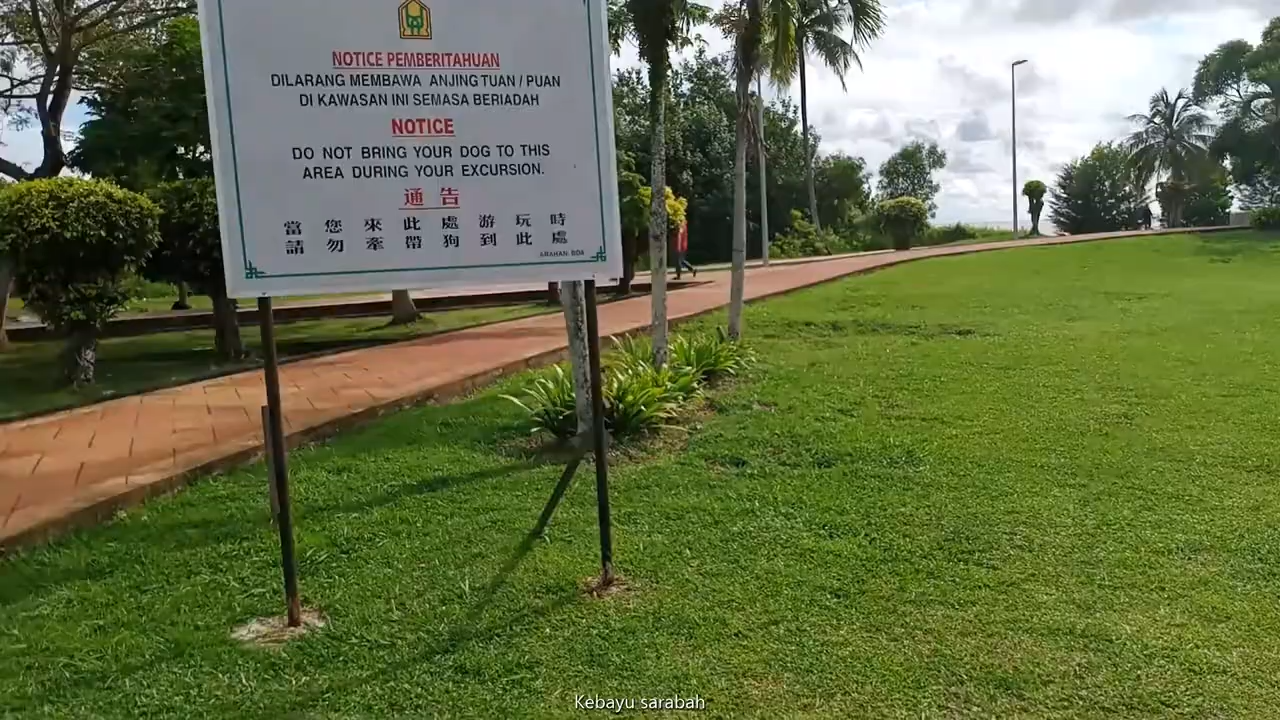 NOTICE PEMBERITAHUAN
DILARANG MEMBAWA ANJING TUAN / PUAN
DI KAWASAN INI SEMASA BERIADAH
NOTICE
DO NOT BRING YOUR DOG TO THIS
AREA DURING YOUR EXCURSION.
通告
當您來此處游玩時
請勿牽帶狗到此處
ARAHAN: BDA
Kebayu sarabah